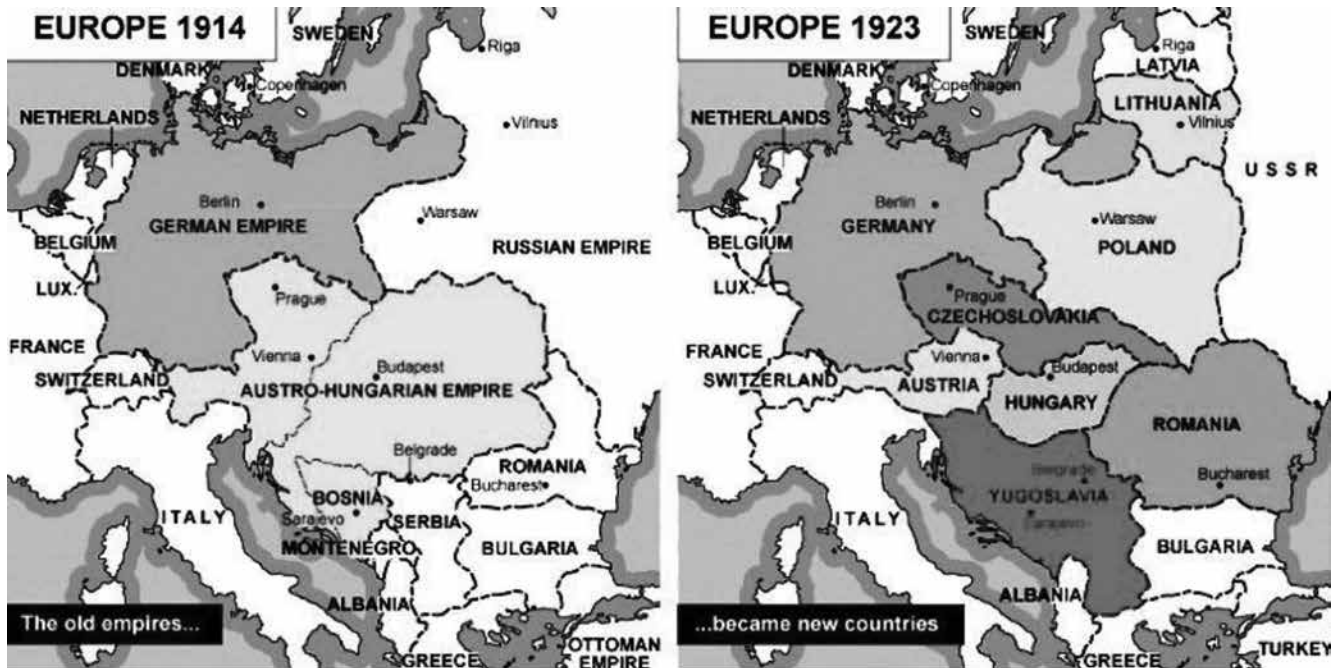 EUROPE 1914
SWEDEN
Riga
DENMARK
Copenhagen
NETHERLANDS
Vilnius
Berlin
GERMAN EMPIRE
Warsaw
BELGIUM
RUSSIAN EMPIRE
LUX.
Prague
FRANCE
Vienna
Budapest
SWITZERLAND
AUSTRO-HUNGARIAN EMPIRE
Belgrade
ROMANIA
Bucharest
BOSNIA
ITALY
Sarajevo
SERBIA
MONTENEGRO
BULGARIA
ALBANIA
The old empires...
OTTOMAN
EMPIRE
GREECE
EUROPE 1923
SWEDEN
Riga
LATVIA
DENMARK
Copenhagen
LITHUANIA
NETHERLANDS
Vilnius
USSR
Berlin
GERMANY
Warsaw
BELGIUM
POLAND
LUX.
Prague
CZECHOSLOVAKIA
FRANCE
Vienna
Budapest
SWITZERLAND
AUSTRIA
HUNGARY
ROMANIA
Belgrade
Bucharest
YUGOSLAVIA
ITALY
Sarajevo
BULGARIA
ALBANIA
...became new countries
TURKEY
GREECE